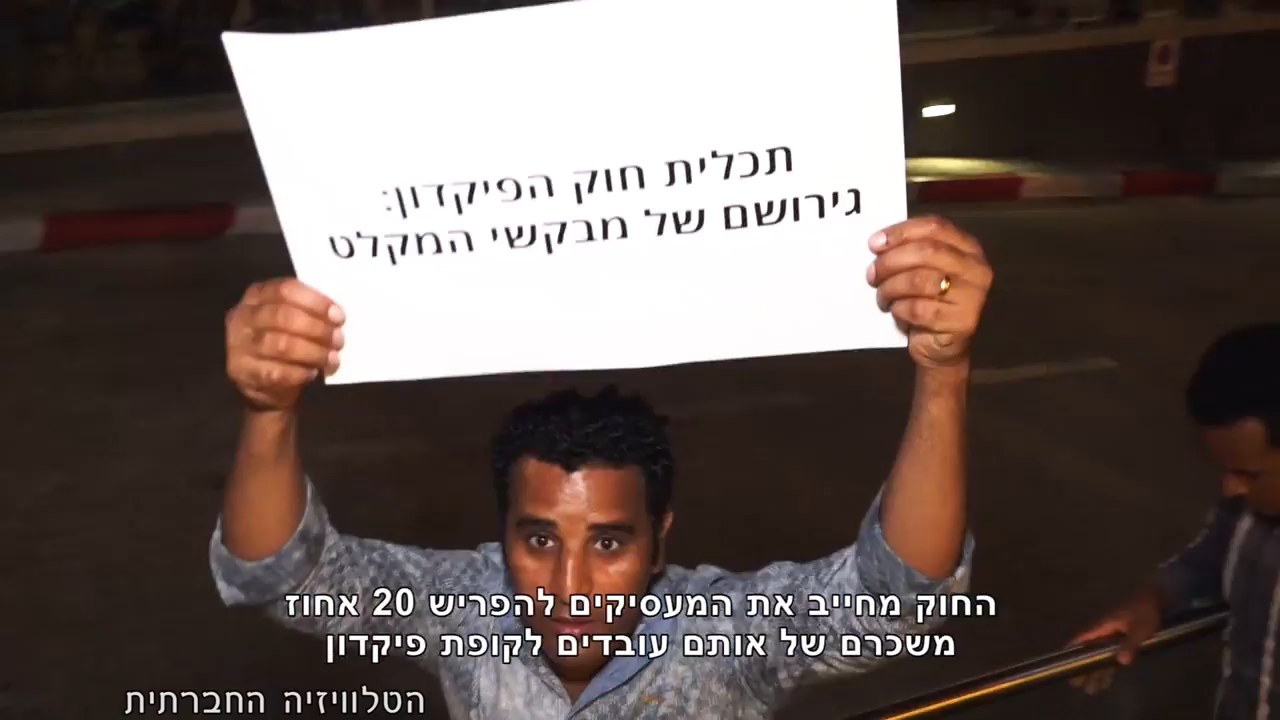 תכלית חוק הפיקדון:
גירושם של מבקשי המקלט
החוק מחייב את המעסיקים להפריש 20 אחוז
משכרם של אותם עובדים לקופת פיקדון
הטלוויזיה החברתית